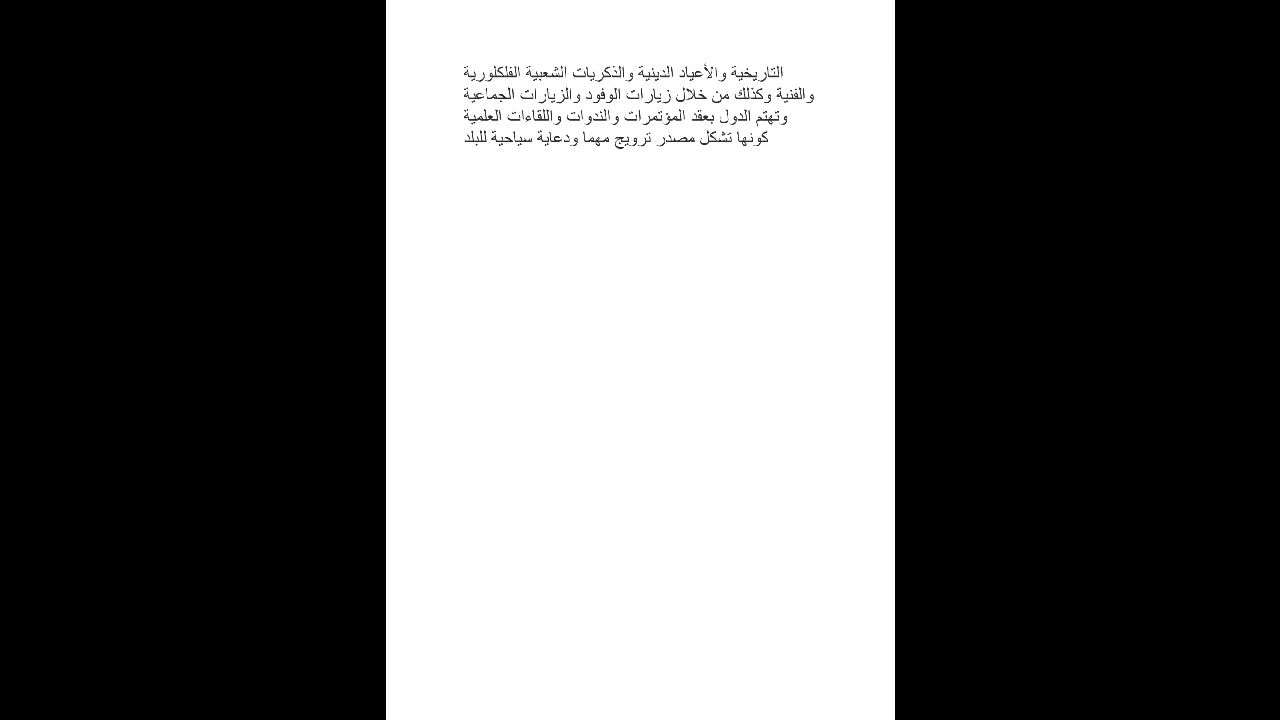 التاريخية والأعياد الدينية والذكريات الشعبية الفلكلورية
والفنية وكذلك من خلال زيارات الوفود والزيارات الجماعية
وتهتم الدول بعقد المؤتمرات والندوات واللقاءات العلمية
كونها تشكل مصدر ترويج مهما ودعاية سياحية للبلد